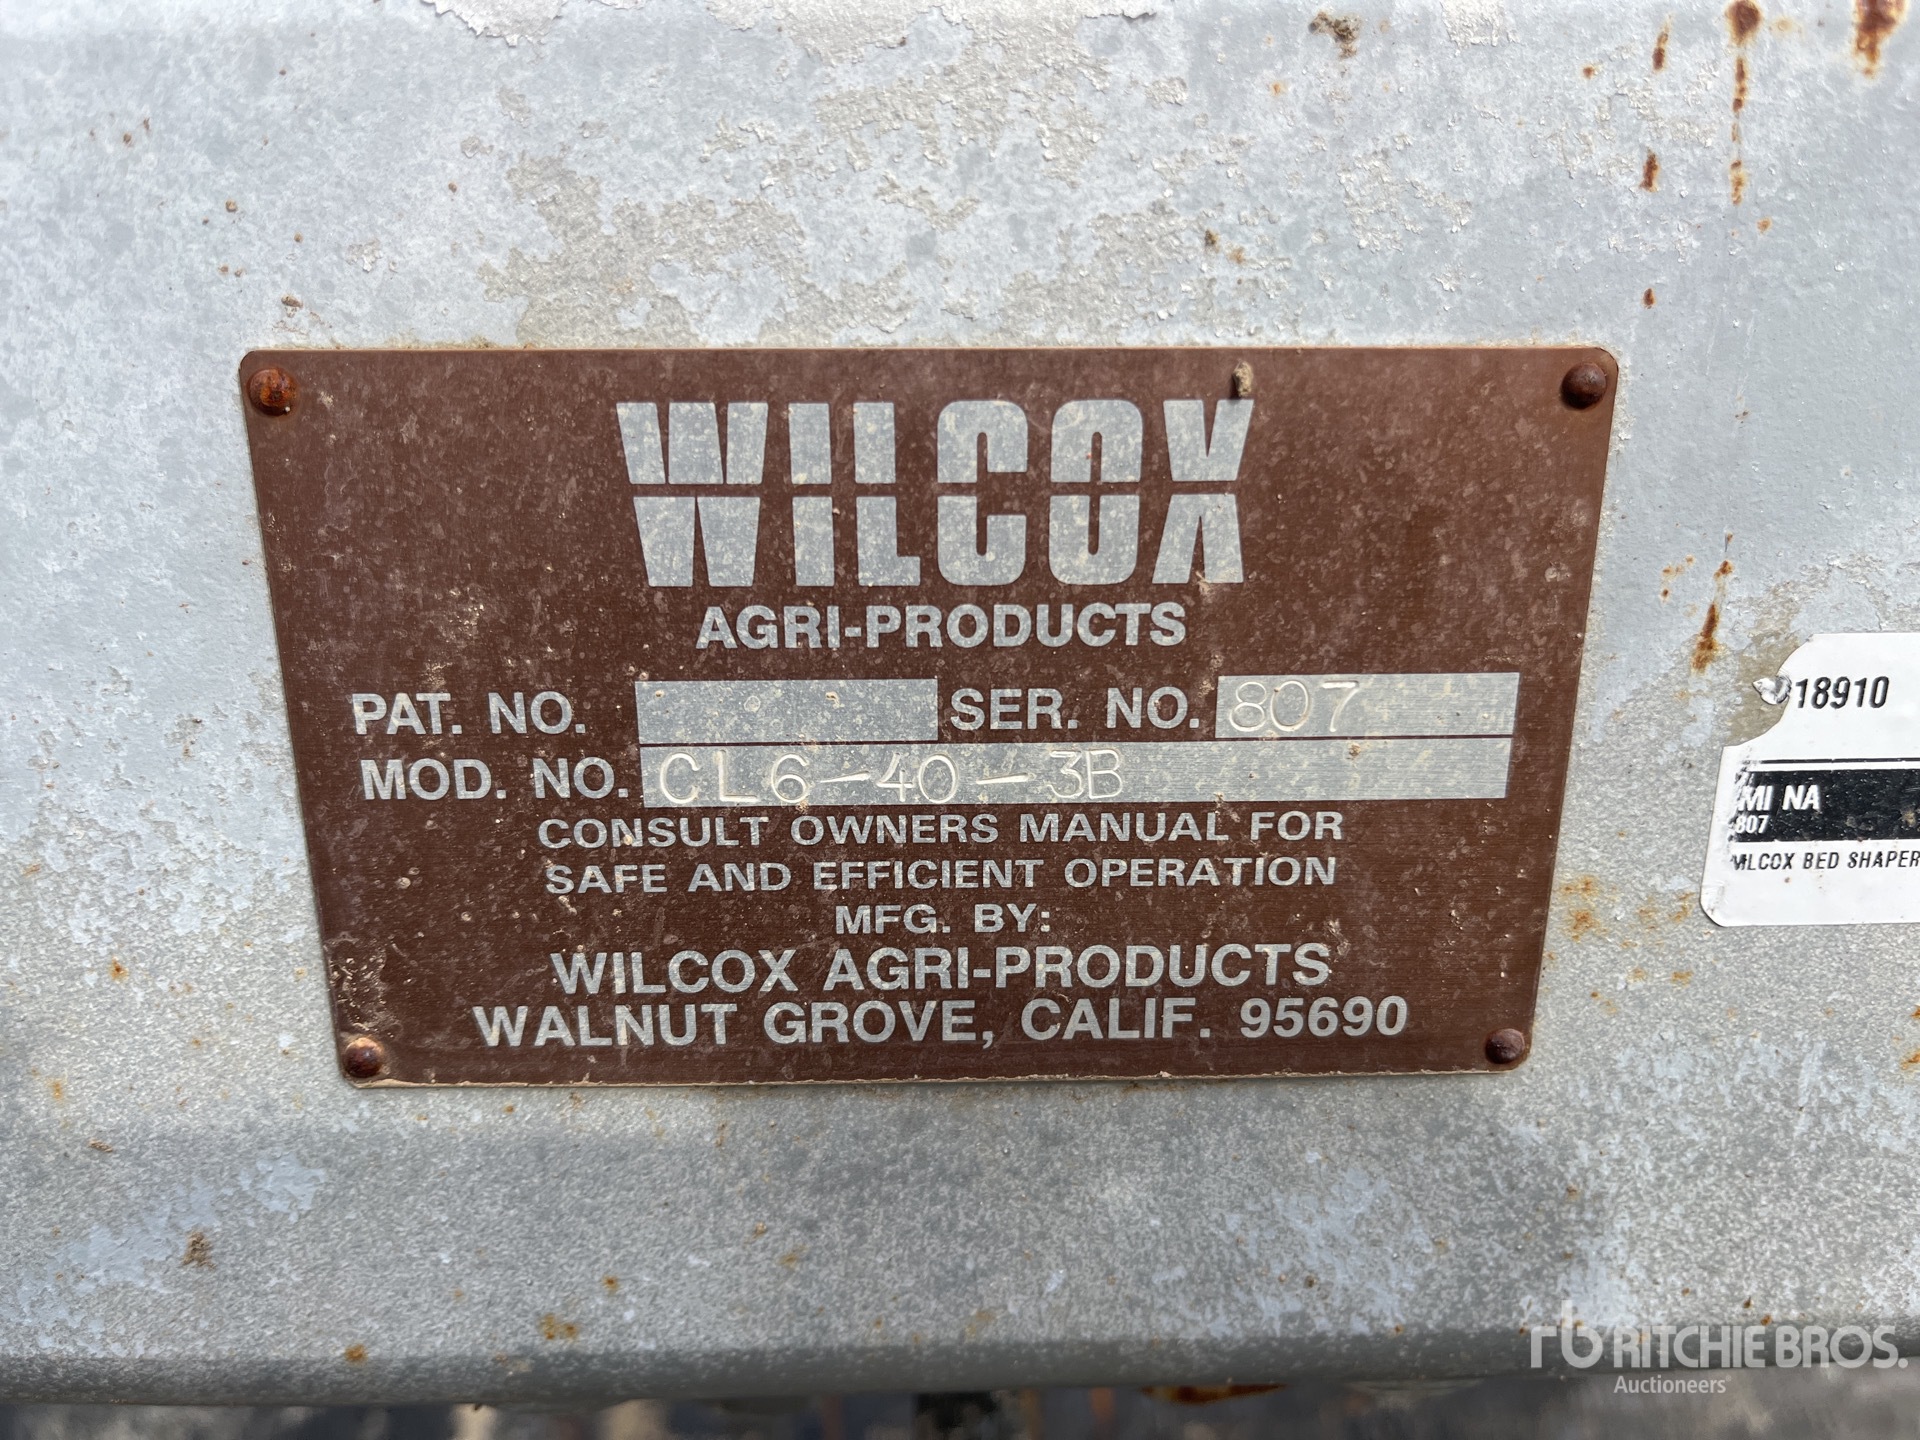 WILCOX
AGRI-PRODUCTS
PAT. NO. SER. NO. 807
MOD. NO. CL6-40-3B
CONSULT OWNERS MANUAL FOR
SAFE AND EFFICIENT OPERATION
MFG. BY:
WILCOX AGRI-PRODUCTS
WALNUT GROVE, CALIF. 95690
18910
MI NA
807
WILCOX BED SHAPER
rb RITCHIE BROS.
Auctioneers